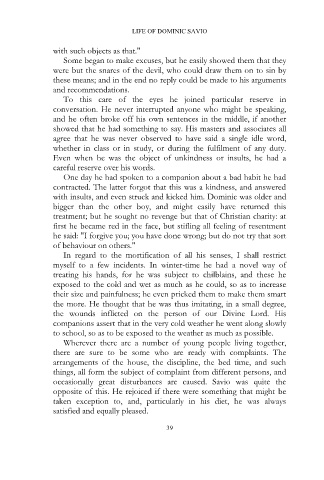 LIFE OF DOMINIC SAVIO
with such objects as that."
Some began to make excuses, but he easily showed them that they
were but the snares of the devil, who could draw them on to sin by
these means; and in the end no reply could be made to his arguments
and recommendations.
To this care of the eyes he joined particular reserve in
conversation. He never interrupted anyone who might be speaking,
and he often broke off his own sentences in the middle, if another
showed that he had something to say. His masters and associates all
agree that he was never observed to have said a single idle word,
whether in class or in study, or during the fulfilment of any duty.
Even when he was the object of unkindness or insults, he had a
careful reserve over his words.
One day he had spoken to a companion about a bad habit he had
contracted. The latter forgot that this was a kindness, and answered
with insults, and even struck and kicked him. Dominic was older and
bigger than the other boy, and might easily have returned this
treatment; but he sought no revenge but that of Christian charity: at
first he became red in the face, but stifling all feeling of resentment
he said: "I forgive you; you have done wrong; but do not try that sort
of behaviour on others."
In regard to the mortification of all his senses, I shall restrict
myself to a few incidents. In winter-time he had a novel way of
treating his hands, for he was subject to chilblains, and these he
exposed to the cold and wet as much as he could, so as to increase
their size and painfulness; he even pricked them to make them smart
the more. He thought that he was thus imitating, in a small degree,
the wounds inflicted on the person of our Divine Lord. His
companions assert that in the very cold weather he went along slowly
to school, so as to be exposed to the weather as much as possible.
Wherever there are a number of young people living together,
there are sure to be some who are ready with complaints. The
arrangements of the house, the discipline, the bed time, and such
things, all form the subject of complaint from different persons, and
occasionally great disturbances are caused. Savio was quite the
opposite of this. He rejoiced if there were something that might be
taken exception to, and, particularly in his diet, he was always
satisfied and equally pleased.
39